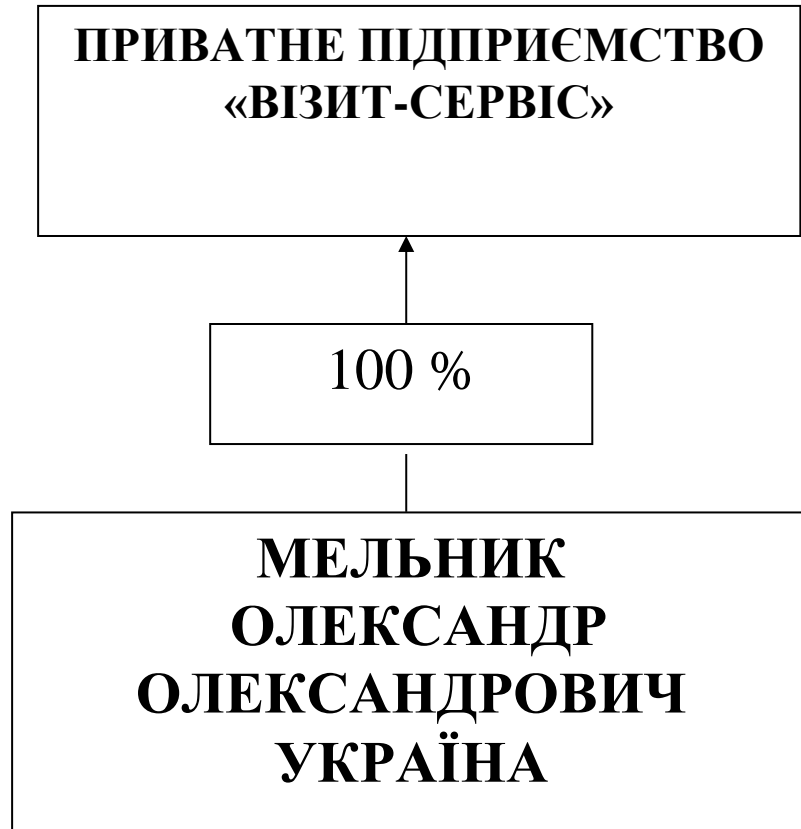 ПРИВАТНЕ ПІДПРИЄМСТВО
«ВІЗИТ-СЕРВІС»
100 %
МЕЛЬНИК
ОЛЕКСАНДР
ОЛЕКСАНДРОВИЧ
УКРАЇНА